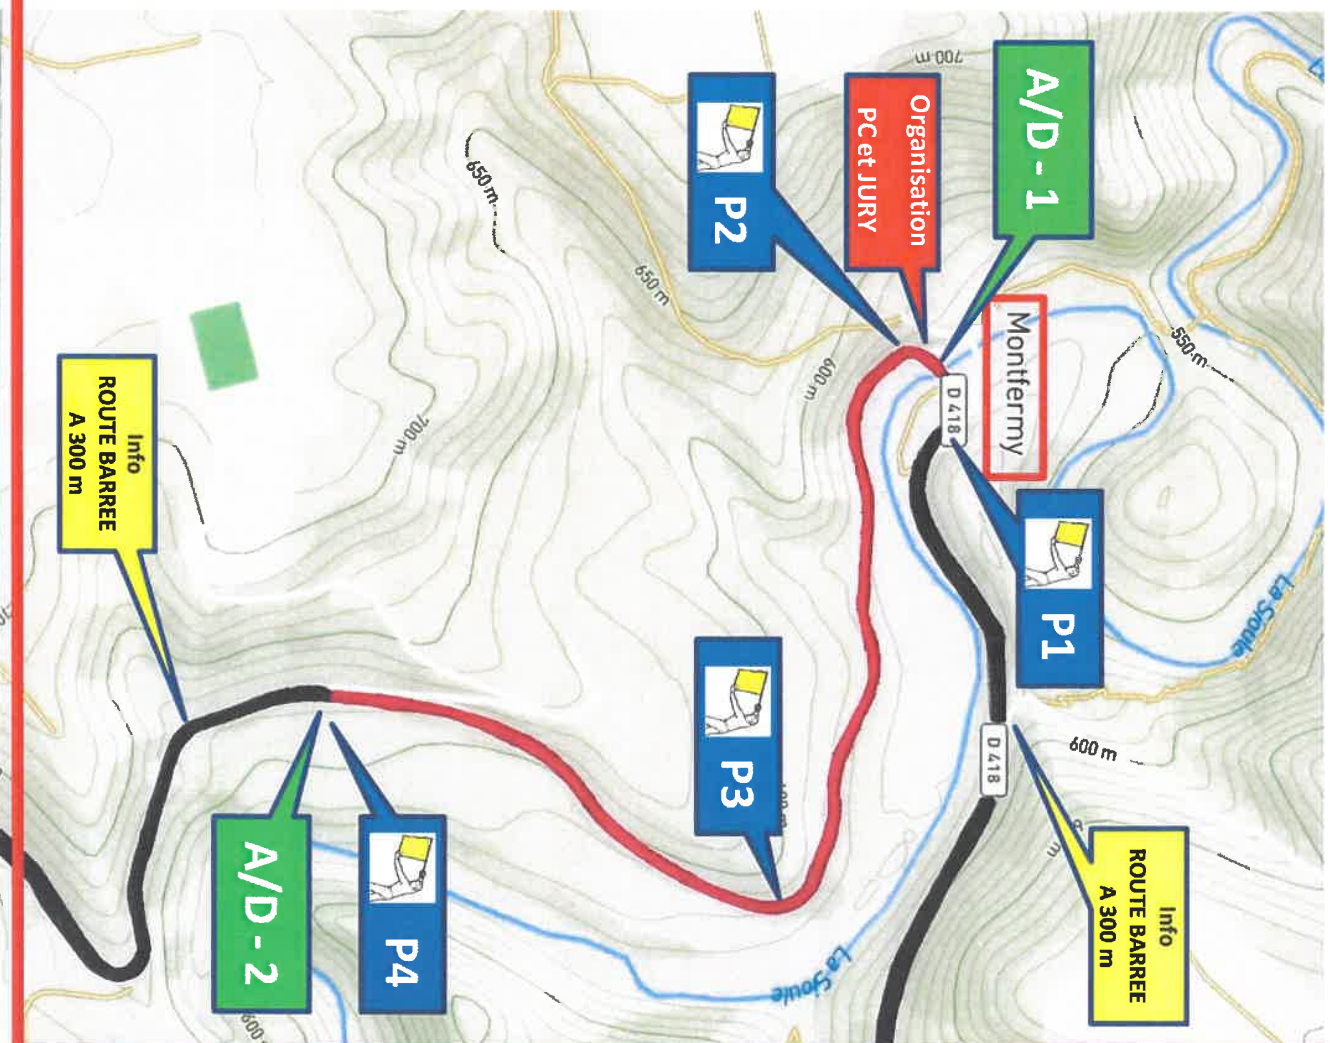 A/D - 1
Organisation
PC et JURY
P2
700 m
Montfermy
D 418
P1
550 m
La Sioule
650 m
650 m
600 m
700 m
Info
ROUTE BARREE
A 300 m
P3
D 418
600 m
Info
ROUTE BARREE
A 300 m
La Sioule
P4
A/D - 2
600